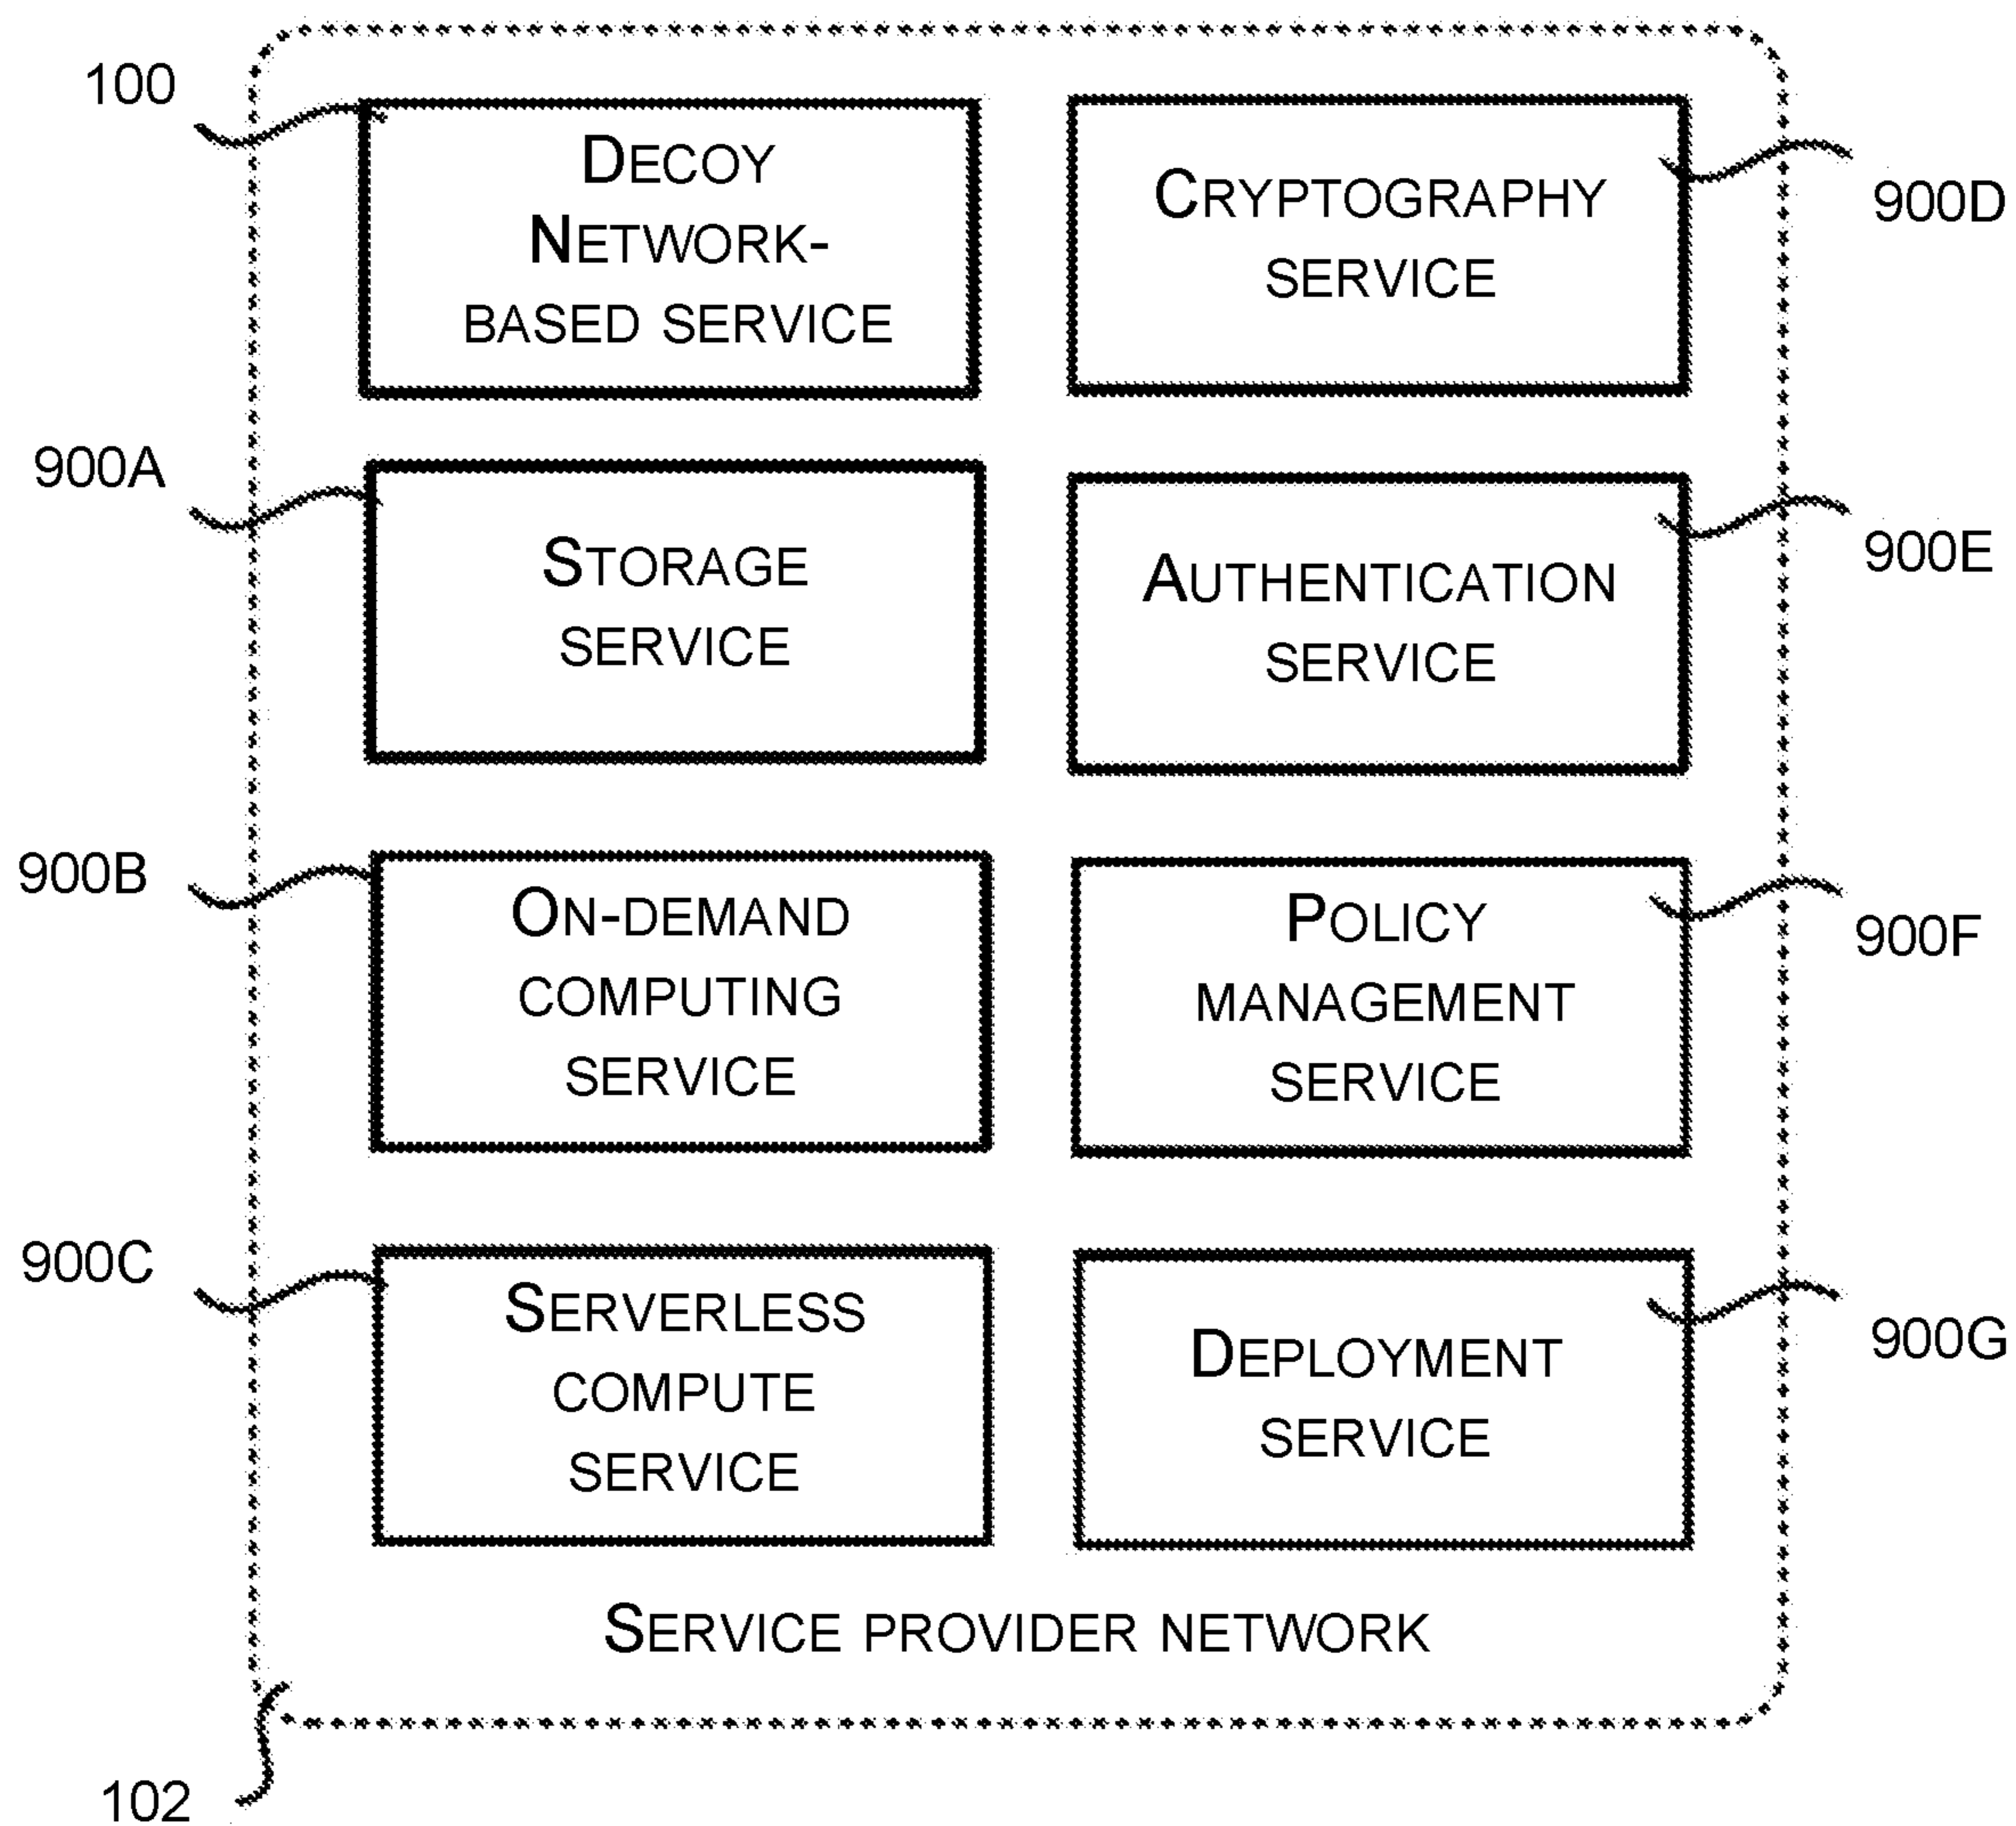 100
DECOY
NETWORK-
BASED SERVICE
CRYPTOGRAPHY
SERVICE
900D
900A
STORAGE
SERVICE
AUTHENTICATION
SERVICE
900E
900B
ON-DEMAND
COMPUTING
SERVICE
POLICY
MANAGEMENT
SERVICE
900F
900C
SERVERLESS
COMPUTE
SERVICE
DEPLOYMENT
SERVICE
900G
SERVICE PROVIDER NETWORK
102